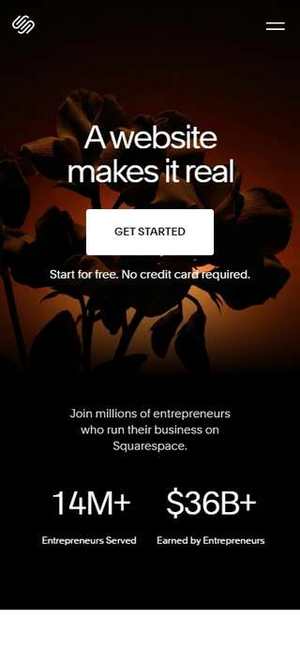 A website
makes it real
GET STARTED
Start for free. No credit card required.
Join millions of entrepreneurs
who run their business on
Squarespace.
14M+ $36B+
Entrepreneurs Served Earned by Entrepreneurs